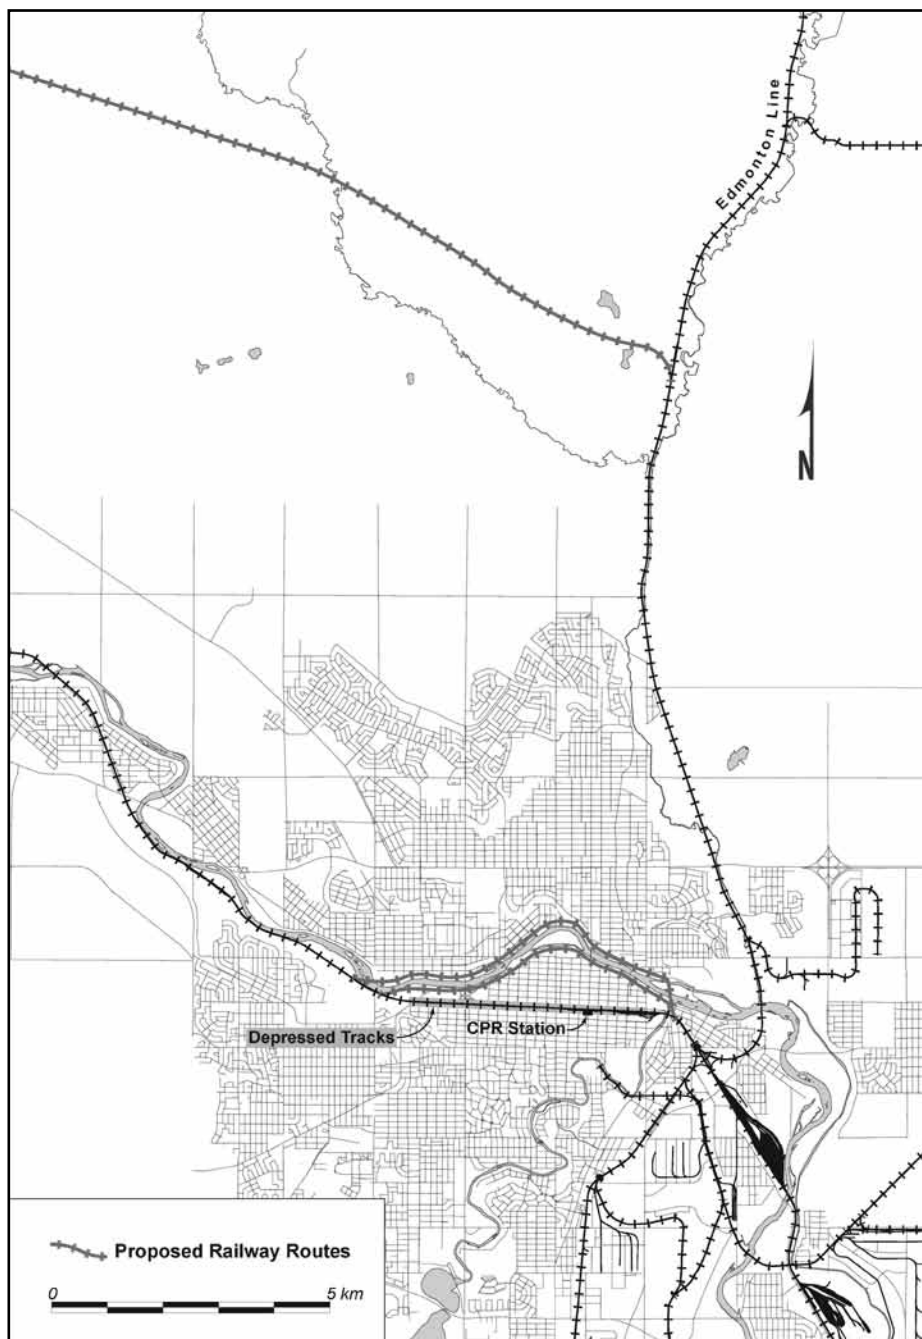 Edmonton Line
N
Depressed Tracks
CPR Station
Proposed Railway Routes
0 5 km